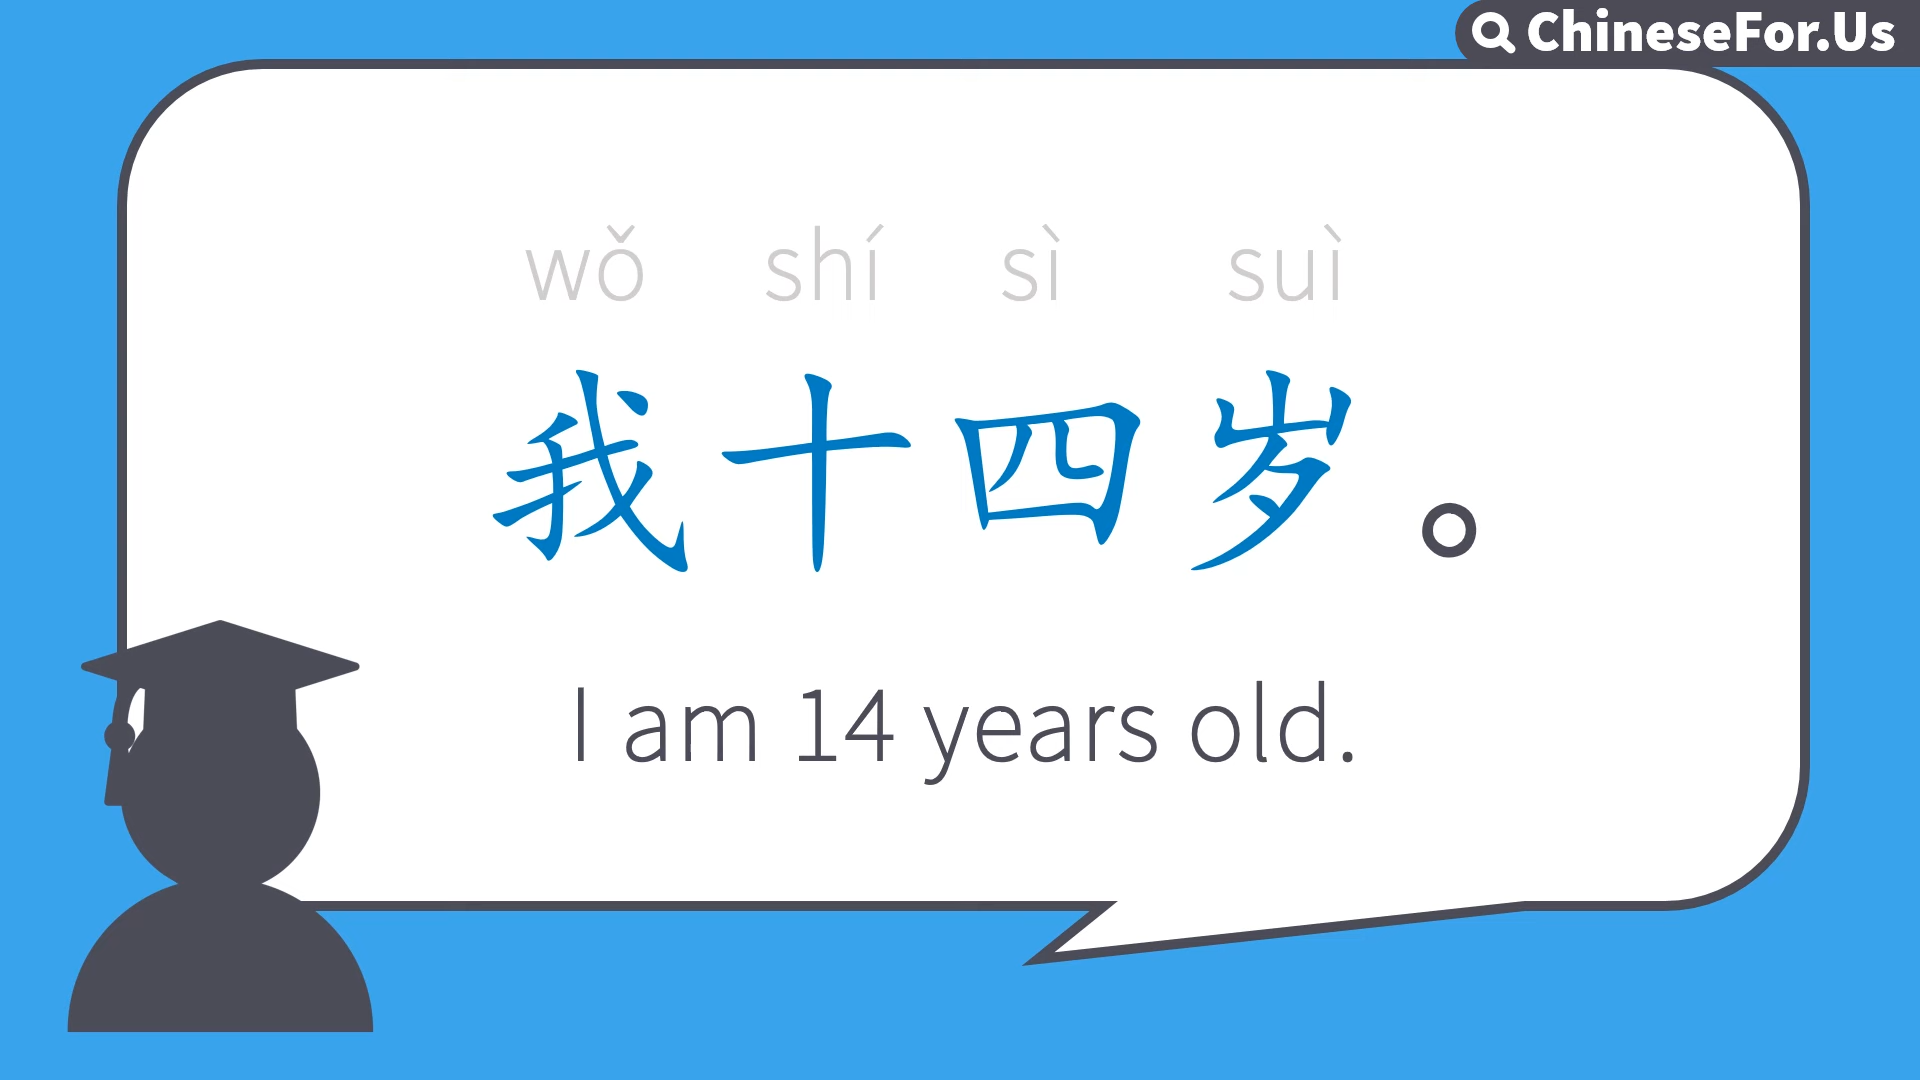 ChineseFor.Us
wǒ shí sì suì
我十四岁。
I am 14 years old.